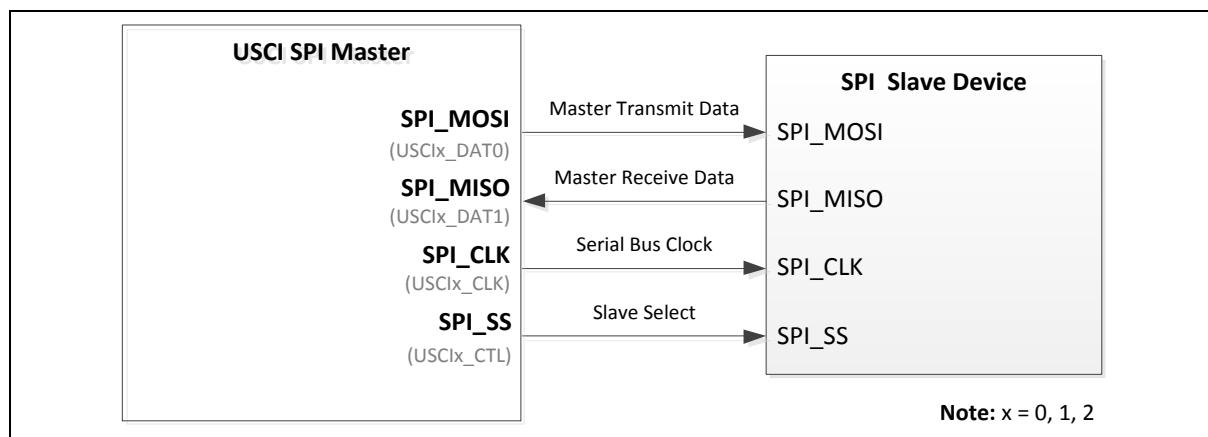 USCI SPI Master
SPI_MOSI
(USCIx_DAT0)
SPI_MISO
(USCIx_DAT1)
SPI_CLK
(USCIx_CLK)
SPI_SS
(USCIx_CTL)
Master Transmit Data
Master Receive Data
Serial Bus Clock
Slave Select
SPI Slave Device
SPI_MOSI
SPI_MISO
SPI_CLK
SPI_SS
Note: x = 0, 1, 2